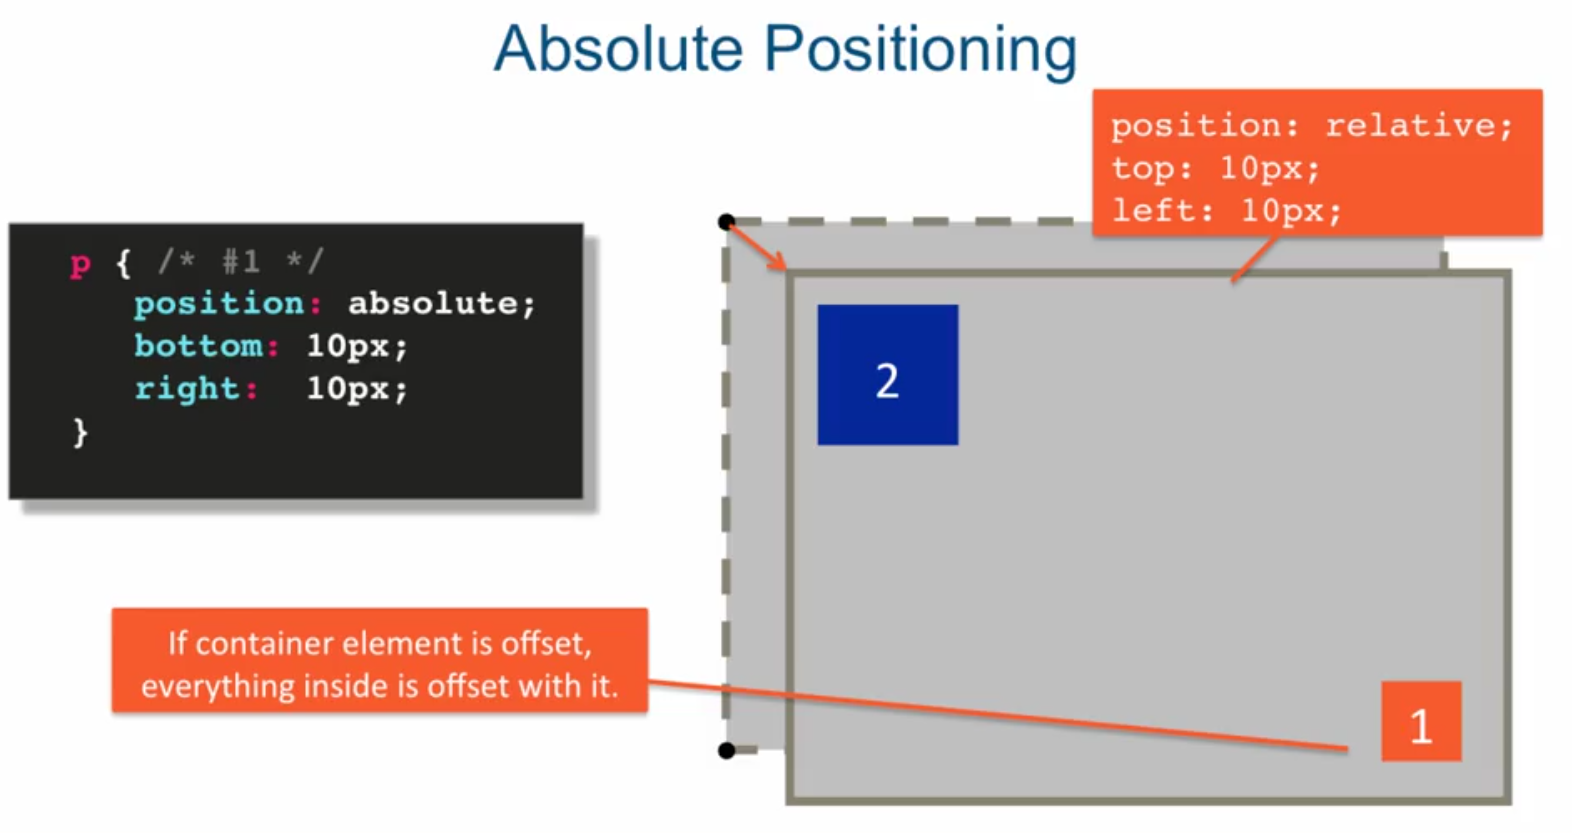 Absolute Positioning
position: relative;
top: 10px;
left: 10px;
p { /* #1 */
position: absolute;
bottom: 10px;
right:  10px;
}
2
If container element is offset,
everything inside is offset with it.
1